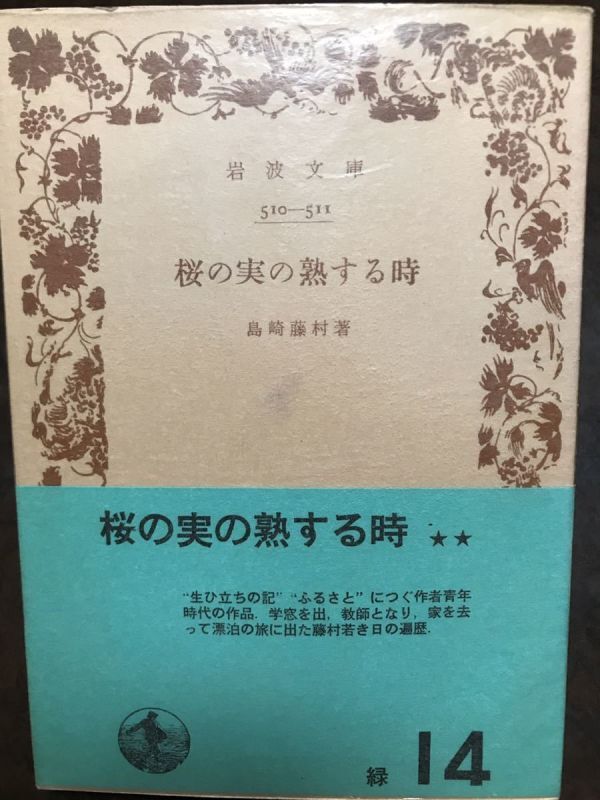 岩波文庫
510—511
桜の実の熟する時
島崎藤村著
桜の実の熟する時 ★★
“生ひ立ちの記” “ふるさと”につぐ作者青年
時代の作品. 学窓を出, 教師となり, 家を去
って漂泊の旅に出た藤村若き日の遍歴.
緑 14